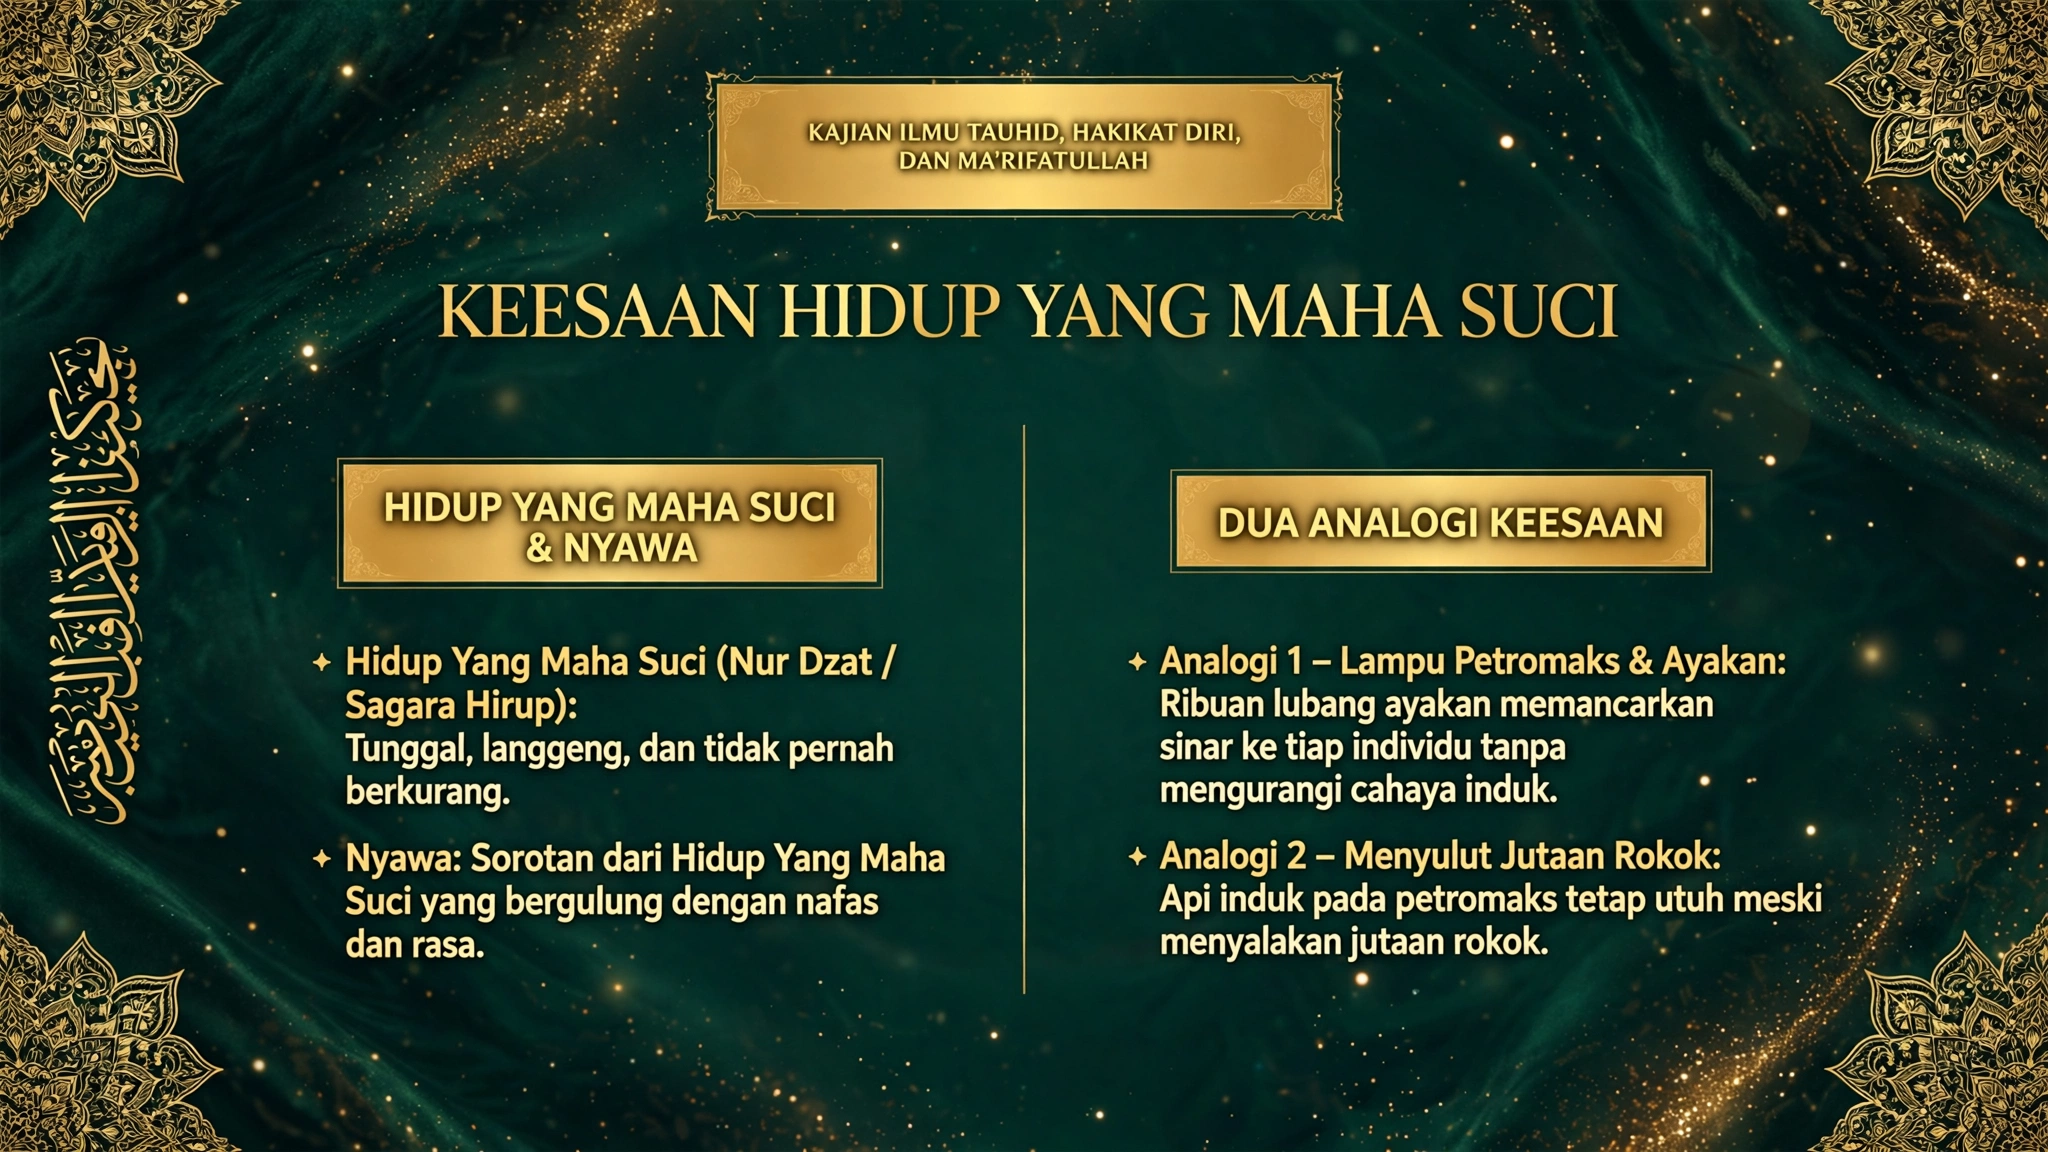 KAJIAN ILMU TAUHID, HAKIKAT DIRI,
DAN MA'RIFATULLAH
KEESAAN HIDUP YANG MAHA SUCI
HIDUP YANG MAHA SUCI
& NYAWA
Hidup Yang Maha Suci (Nur Dzat /
Sagara Hirup):
Tunggal, langgeng, dan tidak pernah
berkurang.
Nyawa: Sorotan dari Hidup Yang Maha
Suci yang bergulung dengan nafas
dan rasa.
DUA ANALOGI KEESAAN
Analogi 1 – Lampu Petromaks & Ayakan:
Ribuan lubang ayakan memancarkan
sinar ke tiap individu tanpa
mengurangi cahaya induk.
Analogi 2 – Menyulut Jutaan Rokok:
Api induk pada petromaks tetap utuh meski
menyalakan jutaan rokok.